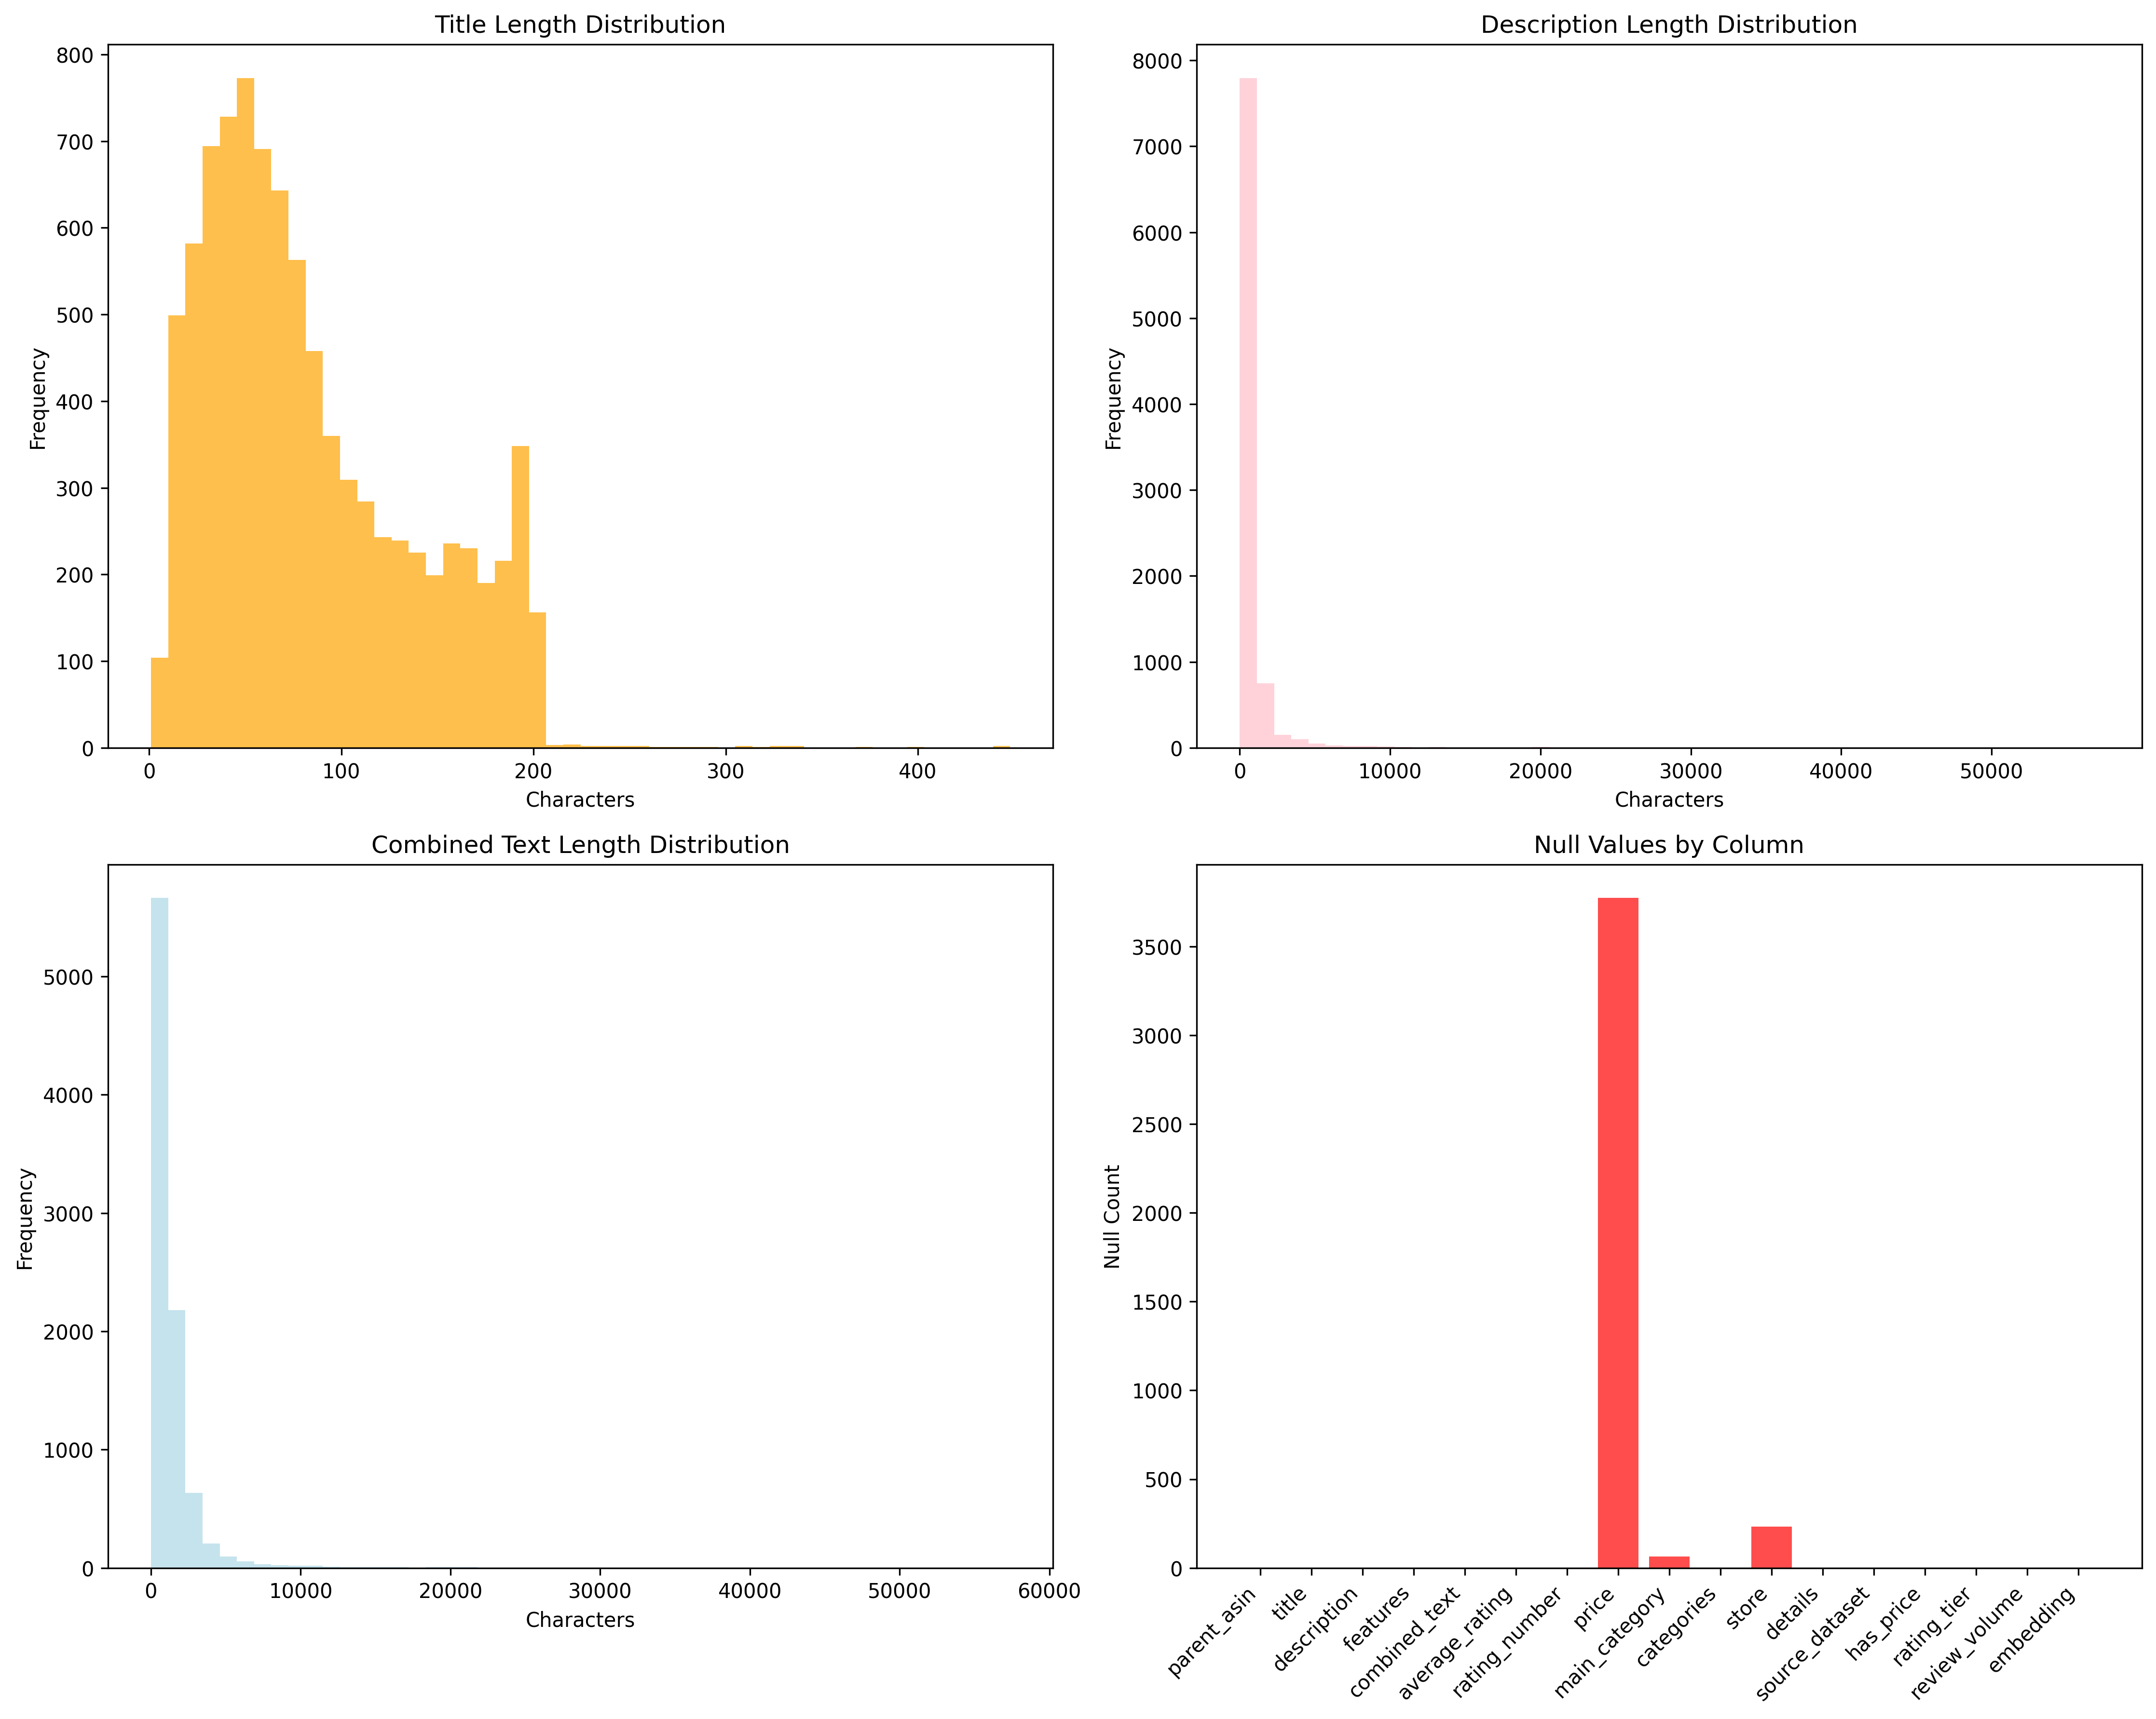 Title Length Distribution
800
700
600
500
400
300
200
100
0
Frequency
0 100 200 300 400
Characters
Description Length Distribution
8000
7000
6000
5000
4000
3000
2000
1000
0
Frequency
0 10000 20000 30000 40000 50000
Characters
Combined Text Length Distribution
5000
4000
3000
2000
1000
0
Frequency
0 10000 20000 30000 40000 50000 60000
Characters
Null Values by Column
3500
3000
2500
2000
1500
1000
500
0
Null Count
parent_asin
title
description
features
combined_text
average_rating
rating_number
price
main_category
categories
store
details
source_dataset
has_price
rating_tier
review_volume
embedding